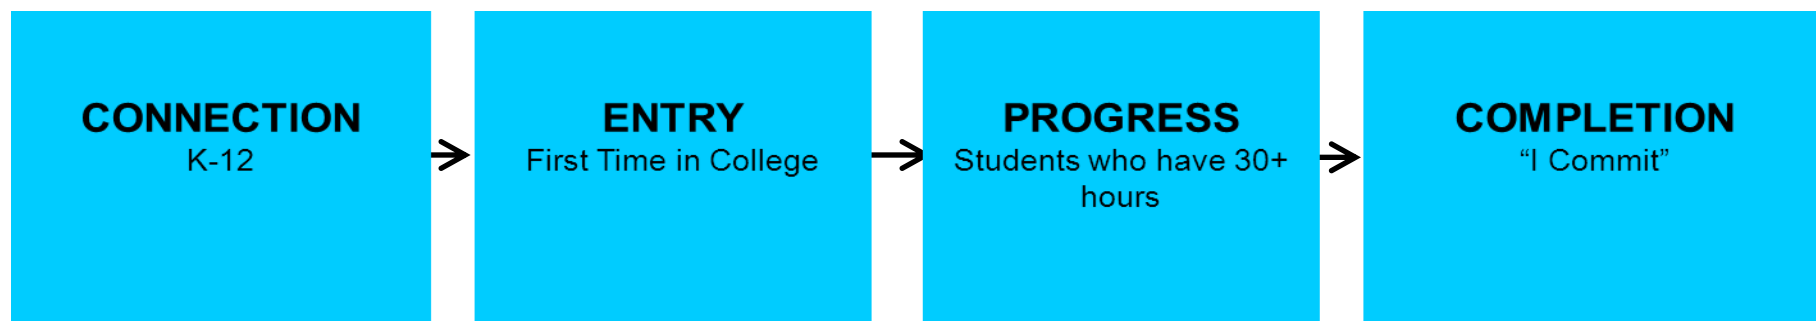 CONNECTION
K-12
ENTRY
First Time in College
PROGRESS
Students who have 30+
hours
COMPLETION
“I Commit”